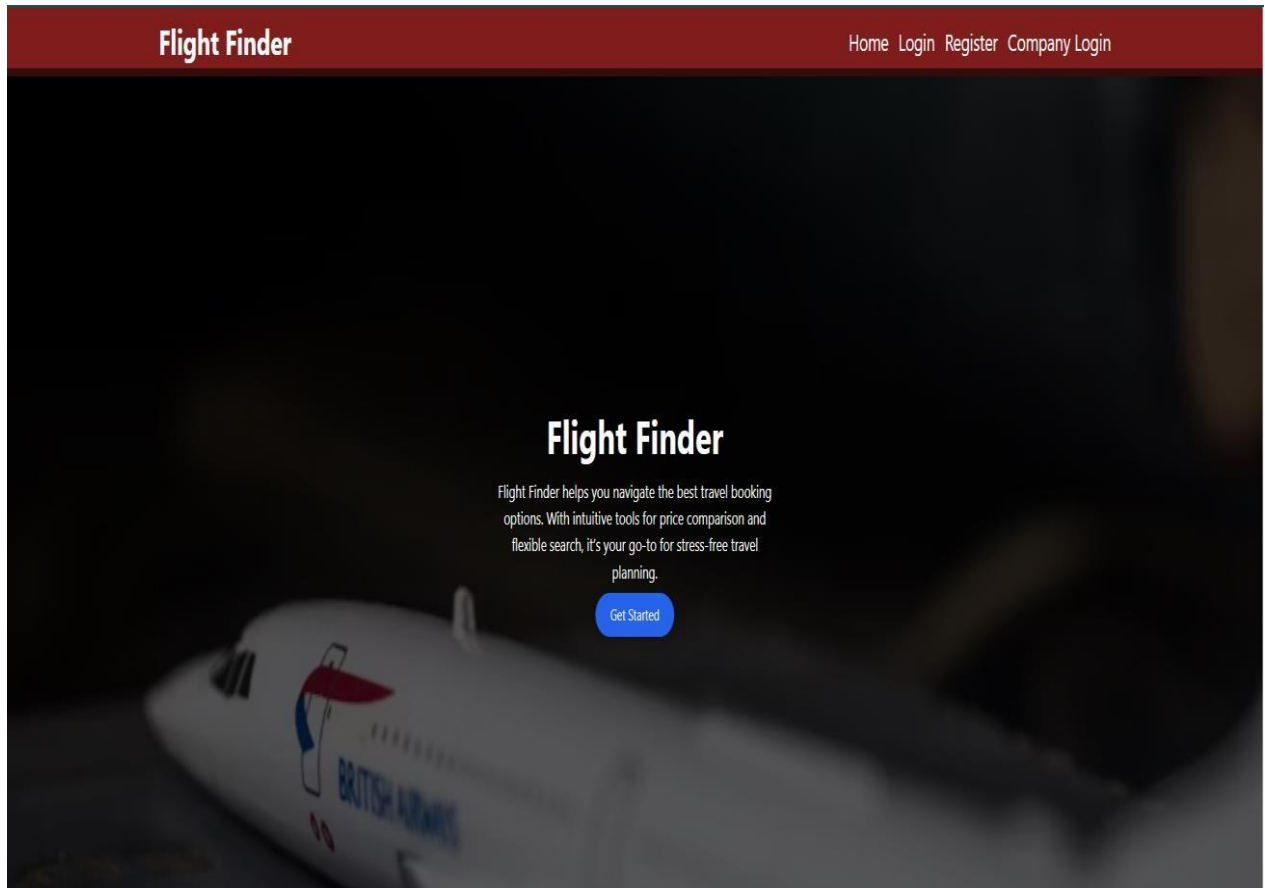 Flight Finder
Home Login Register Company Login
Flight Finder
Flight Finder helps you navigate the best travel booking
options. With intuitive tools for price comparison and
flexible search, it's your go-to for stress-free travel
planning.
Get Started
BRITISH AIRWAYS